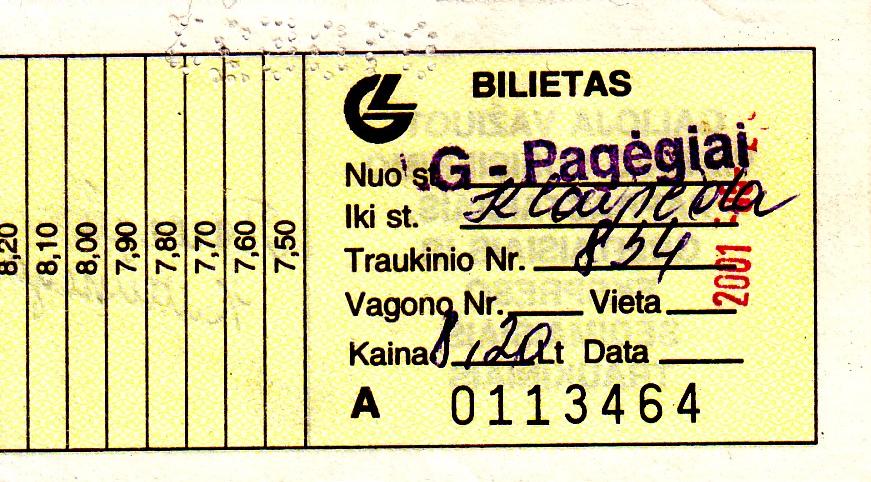 8,20
8,10
8,00
7,90
7,80
7,70
7,60
7,50
BILIETAS
Nuo st. G - Pagėgiai
Iki st. Klaipėda
Traukinio Nr. 854
Vagono Nr. Vieta
Kaina 8,20 Lt Data
2001
A 0113464